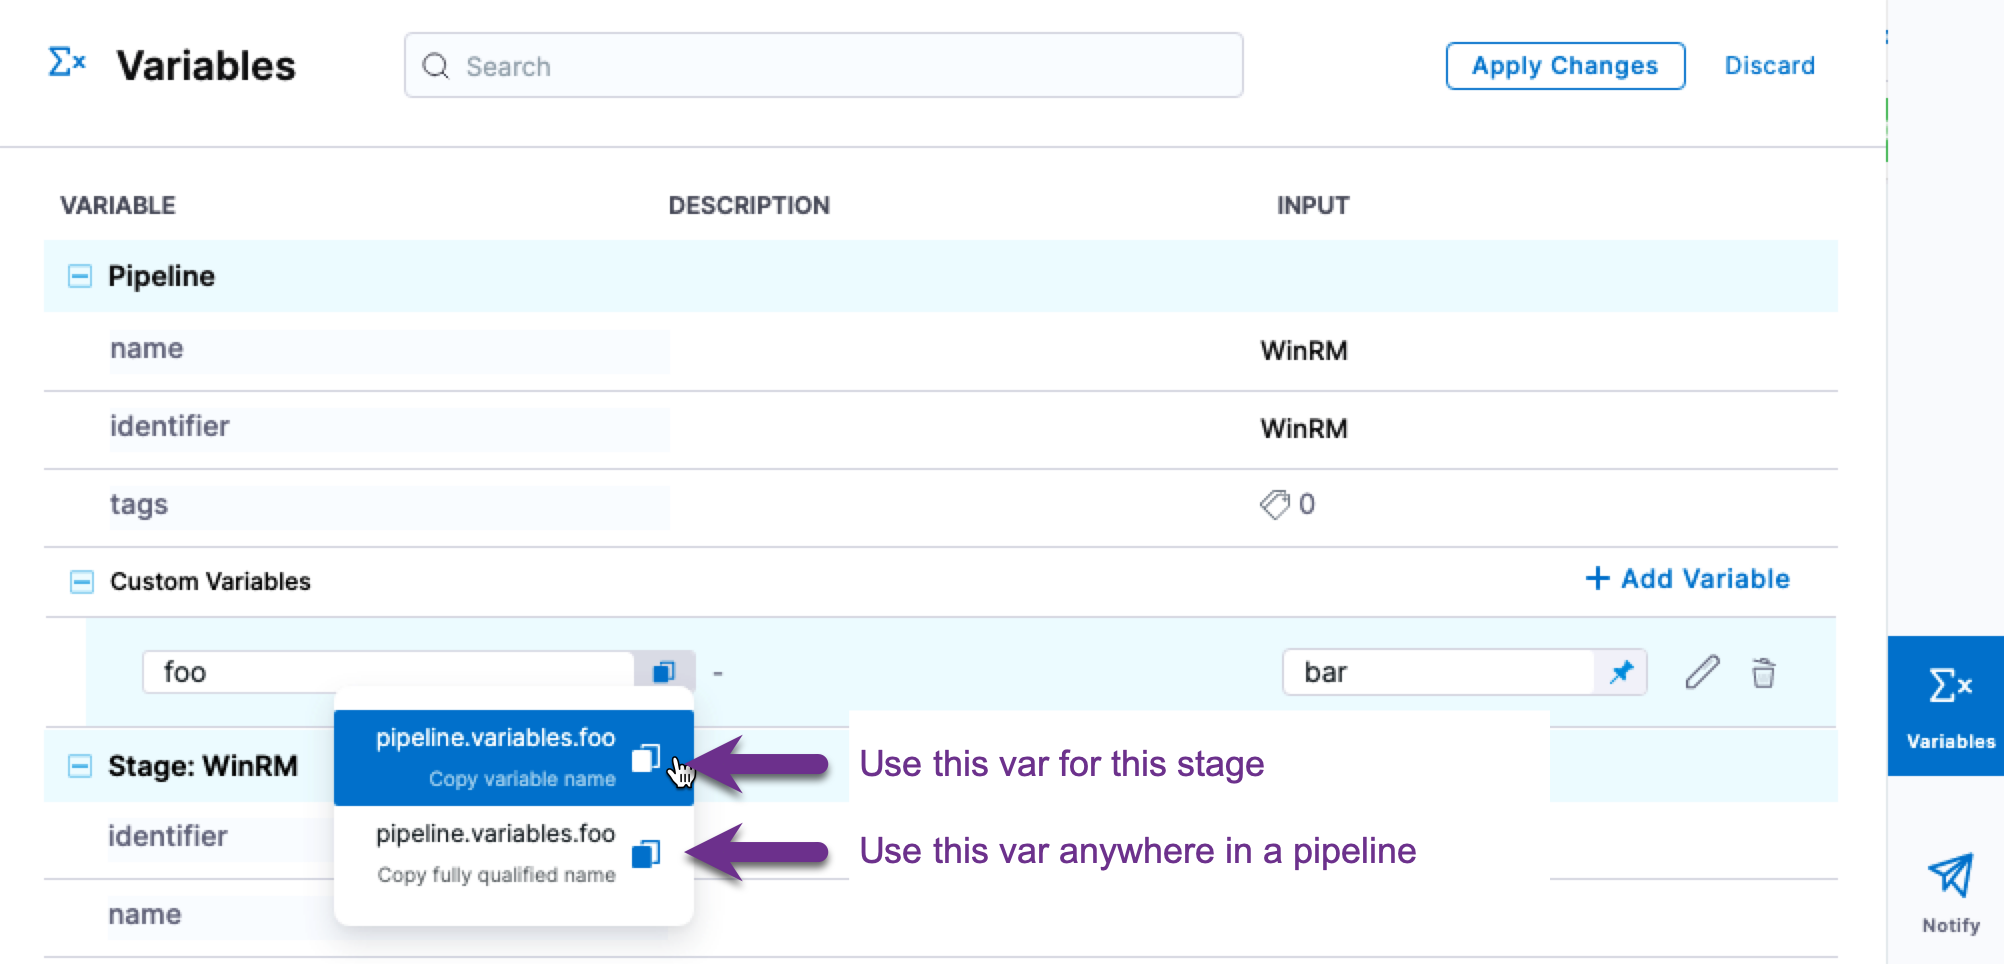 Variables
Search
Apply Changes
Discard
VARIABLE
DESCRIPTION
INPUT
Pipeline
name
WinRM
identifier
WinRM
tags
0
Custom Variables
+ Add Variable
foo
-
bar
pipeline.variables.foo
Copy variable name
Use this var for this stage
Stage: WinRM
Variables
identifier
pipeline.variables.foo
Copy fully qualified name
Use this var anywhere in a pipeline
name
Notify